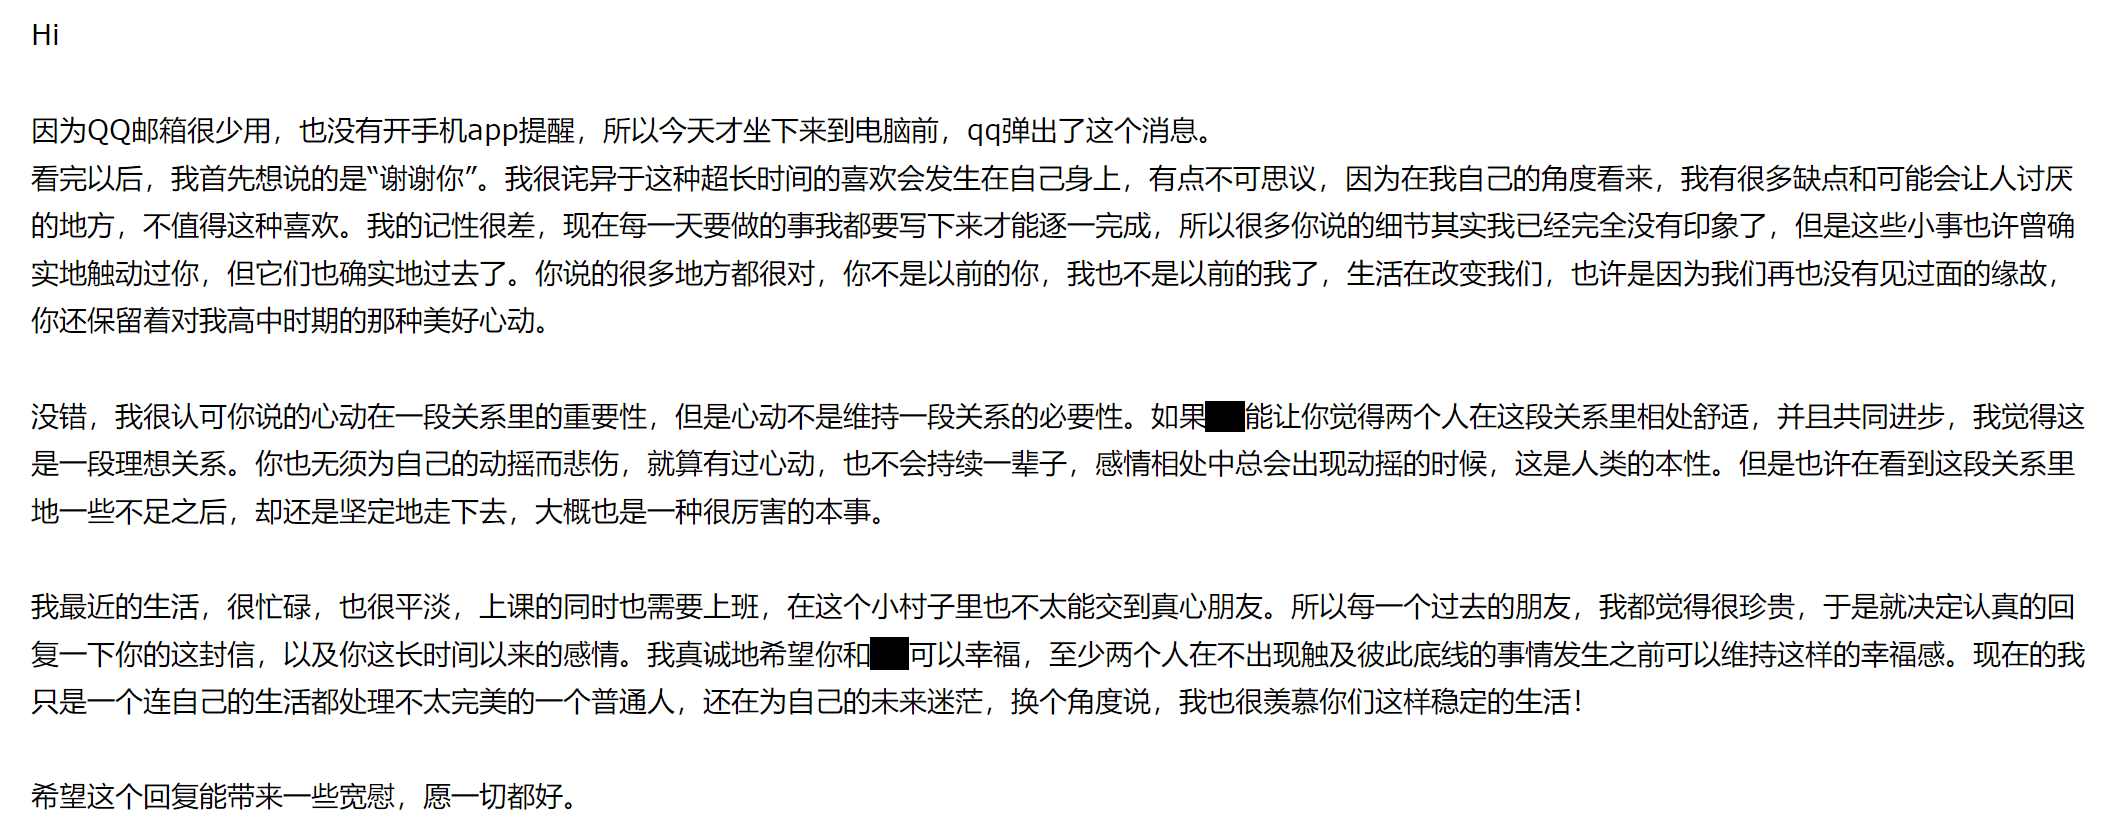 Hi
因为QQ邮箱很少用，也没有开手机app提醒，所以今天才坐下来到电脑前，qq弹出了这个消息。
看完以后，我首先想说的是“谢谢你”。我很诧异于这种超长时间的喜欢会发生在自己身上，有点不可思议，因为在我自己的角度看来，我有很多缺点和可能会让人讨厌
的地方，不值得这种喜欢。我的记性很差，现在每一天要做的事我都要写下来才能逐一完成，所以很多你说的细节其实我已经完全没有印象了，但是这些小事也许曾确
实地触动过你，但它们也确实地过去了。你说的很多地方都很对，你不是以前的你，我也不是以前的我了，生活在改变我们，也许是因为我们再也没有见过面的缘故，
你还保留着对我高中时期的那种美好心动。
没错，我很认可你说的心动在一段关系里的重要性，但是心动不是维持一段关系的必要性。如果能让你觉得两个人在这段关系里相处舒适，并且共同进步，我觉得这
是一段理想关系。你也无须为自己的动摇而悲伤，就算有过心动，也不会持续一辈子，感情相处中总会出现动摇的时候，这是人类的本性。但是也许在看到这段关系里
地一些不足之后，却还是坚定地走下去，大概也是一种很厉害的本事。
我最近的生活，很忙碌，也很平淡，上课的同时也需要上班，在这个小村子里也不太能交到真心朋友。所以每一个过去的朋友，我都觉得很珍贵，于是就决定认真的回
复一下你的这封信，以及你这长时间以来的感情。我真诚地希望你和可以幸福，至少两个人在不出现触及彼此底线的事情发生之前可以维持这样的幸福感。现在的我
只是一个连自己的生活都处理不太完美的一个普通人，还在为自己的未来迷茫，换个角度说，我也很羡慕你们这样稳定的生活！
希望这个回复能带来一些宽慰，愿一切都好。